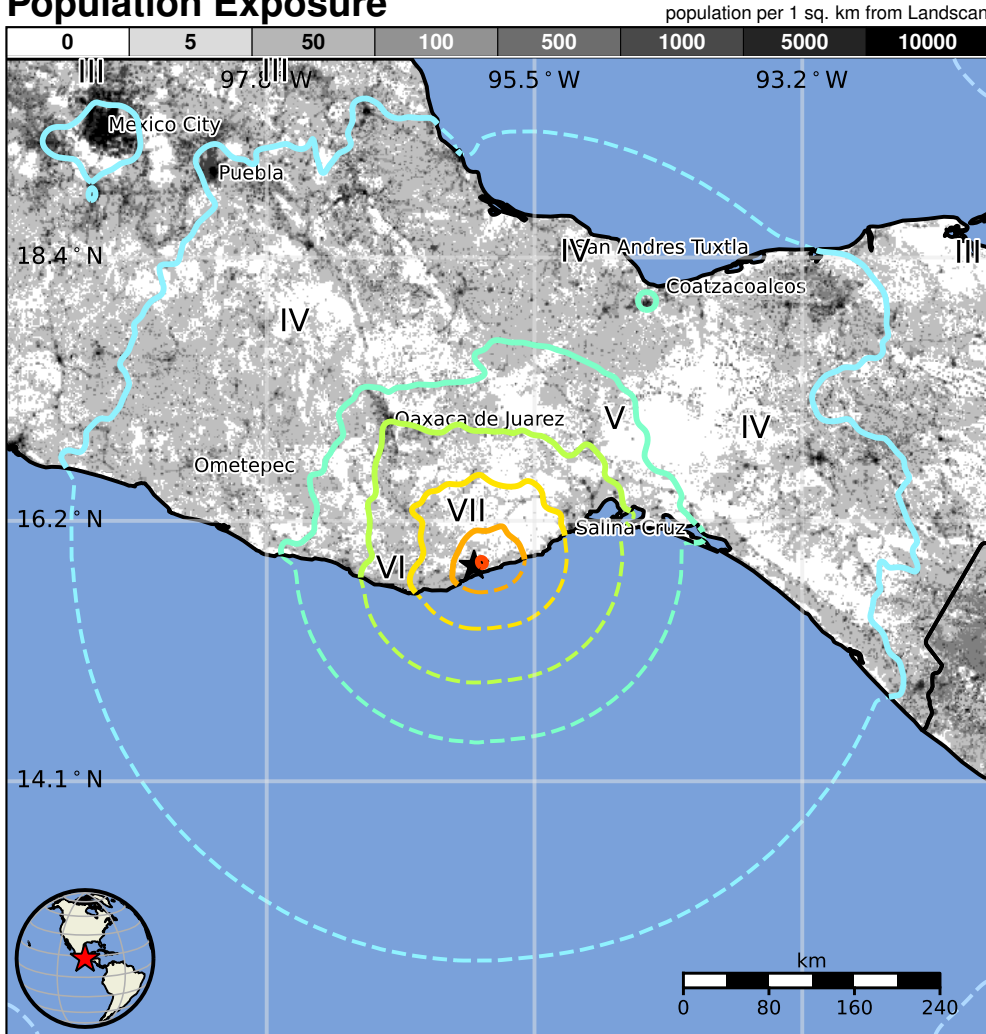 Population Exposure
population per 1 sq. km from Landscan
0 5 50 100 500 1000 5000 10000
III III 97.8°W 95.5°W 93.2°W
Mexico City
Puebla
18.4°N IV San Andres Tuxtla III
Coatzacoalcos
IV
Oaxaca de Juarez V IV
Ometepec
VII
16.2°N Salina Cruz
VI
14.1°N
km
0 80 160 240